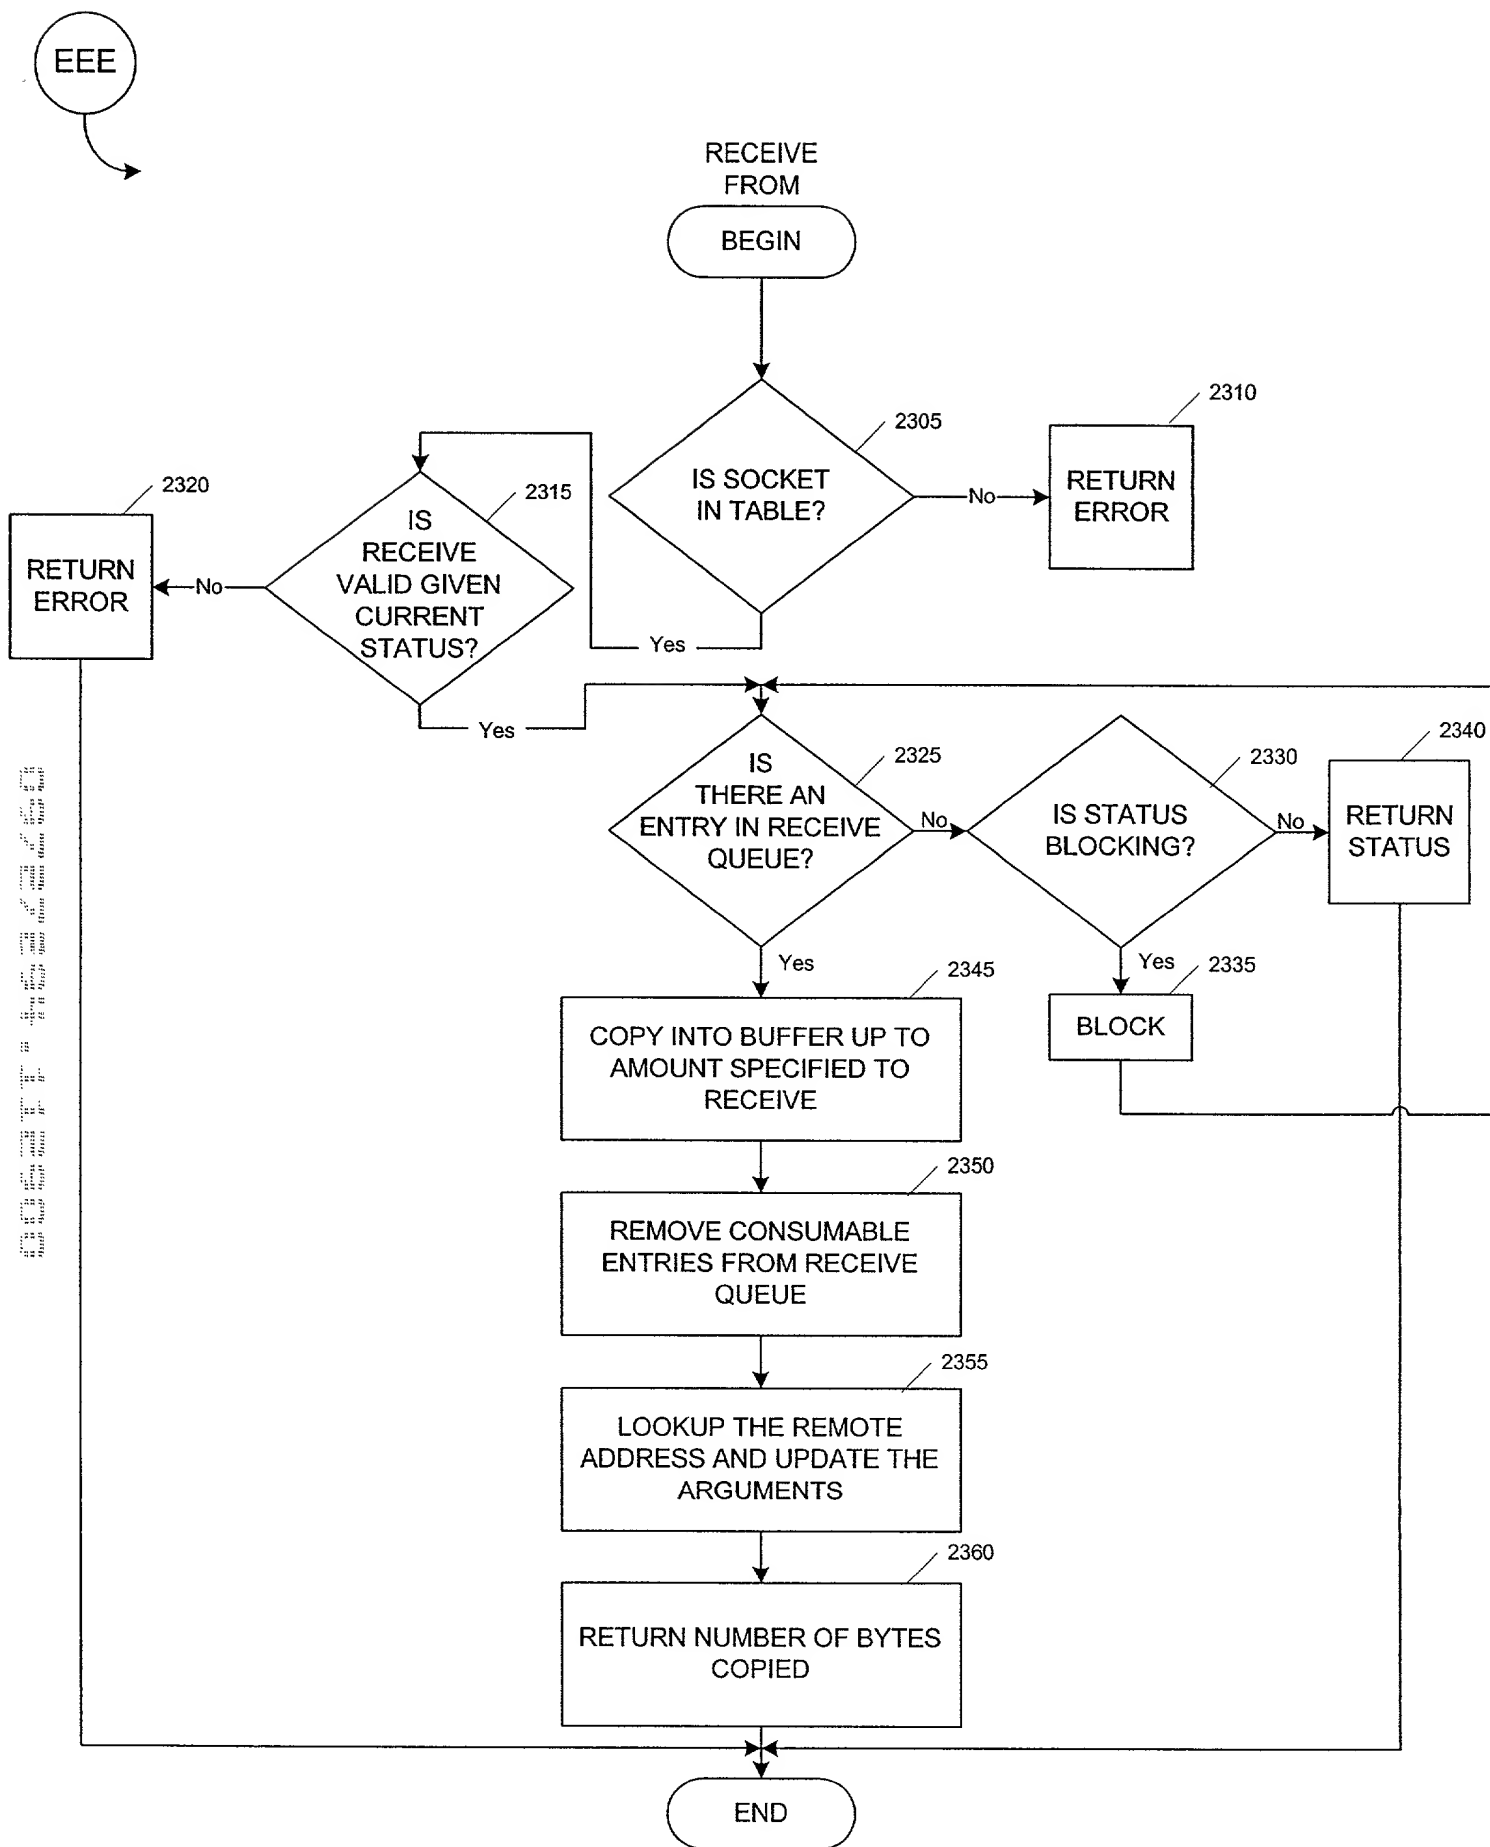 EEE
RECEIVE
FROM
BEGIN
2305
IS SOCKET
IN TABLE?
No
2310
RETURN
ERROR
Yes
2315
IS
RECEIVE
VALID GIVEN
CURRENT
STATUS?
No
2320
RETURN
ERROR
Yes
2325
IS
THERE AN
ENTRY IN RECEIVE
QUEUE?
No
2330
IS STATUS
BLOCKING?
No
2340
RETURN
STATUS
Yes
2335
BLOCK
Yes
2345
COPY INTO BUFFER UP TO
AMOUNT SPECIFIED TO
RECEIVE
2350
REMOVE CONSUMABLE
ENTRIES FROM RECEIVE
QUEUE
2355
LOOKUP THE REMOTE
ADDRESS AND UPDATE THE
ARGUMENTS
2360
RETURN NUMBER OF BYTES
COPIED
END